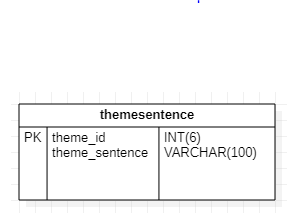 themesentence
PK theme_id INT(6)
theme_sentence VARCHAR(100)